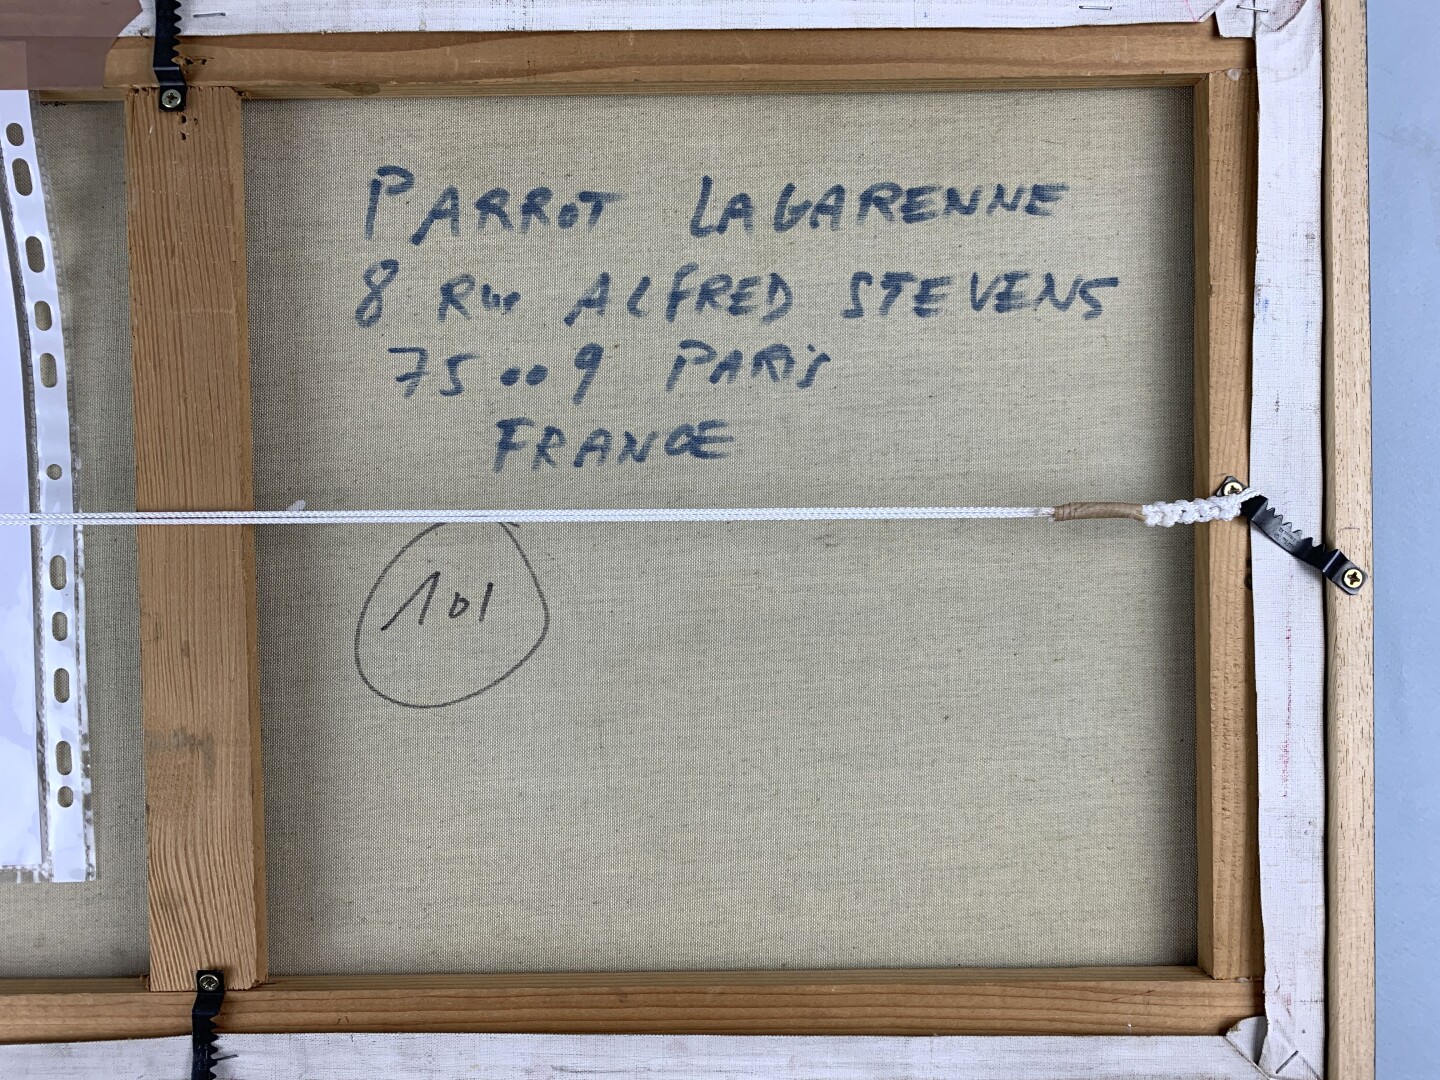 PARROT LAGARENNE
8 Rue ALFRED STEVENS
75009 PARIS
FRANCE
101